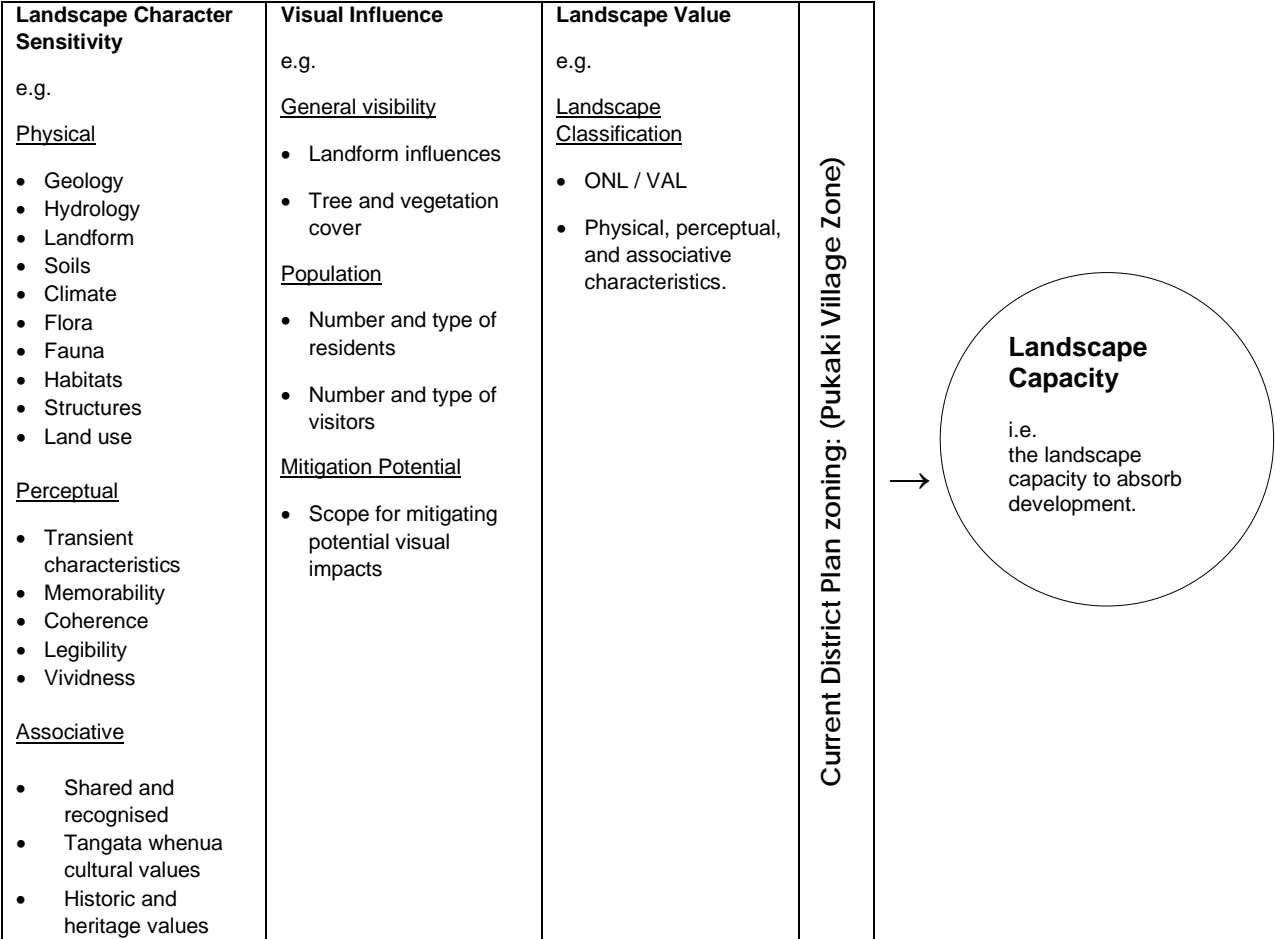 Landscape Character
Sensitivity
e.g.
Physical
• Geology
• Hydrology
• Landform
• Soils
• Climate
• Flora
• Fauna
• Habitats
• Structures
• Land use
Perceptual
• Transient
characteristics
• Memorability
• Coherence
• Legibility
• Vividness
Associative
• Shared and
recognised
• Tangata whenua
cultural values
• Historic and
heritage values
Visual Influence
e.g.
General visibility
• Landform influences
• Tree and vegetation
cover
Population
• Number and type of
residents
• Number and type of
visitors
Mitigation Potential
• Scope for mitigating
potential visual
impacts
Landscape Value
e.g.
Landscape
Classification
• ONL / VAL
• Physical, perceptual,
and associative
characteristics.
Current District Plan zoning: (Pukaki Village Zone)
→
Landscape
Capacity
i.e.
the landscape
capacity to absorb
development.